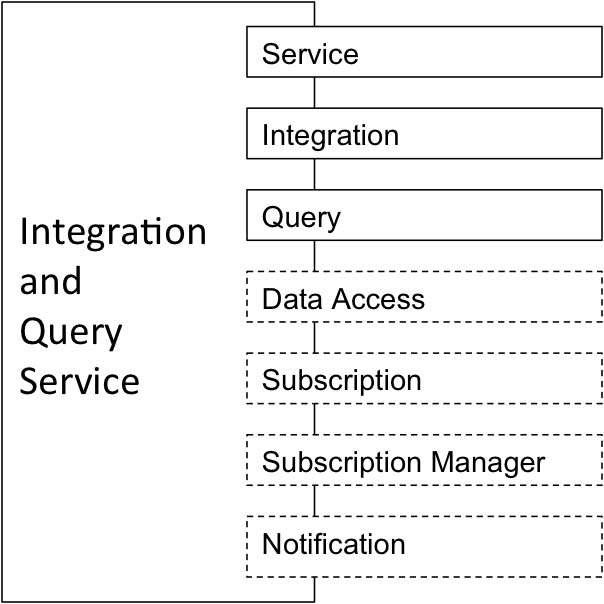 Service
Integration
Query
Data Access
Subscription
Subscription Manager
Notification
Integration
and
Query
Service